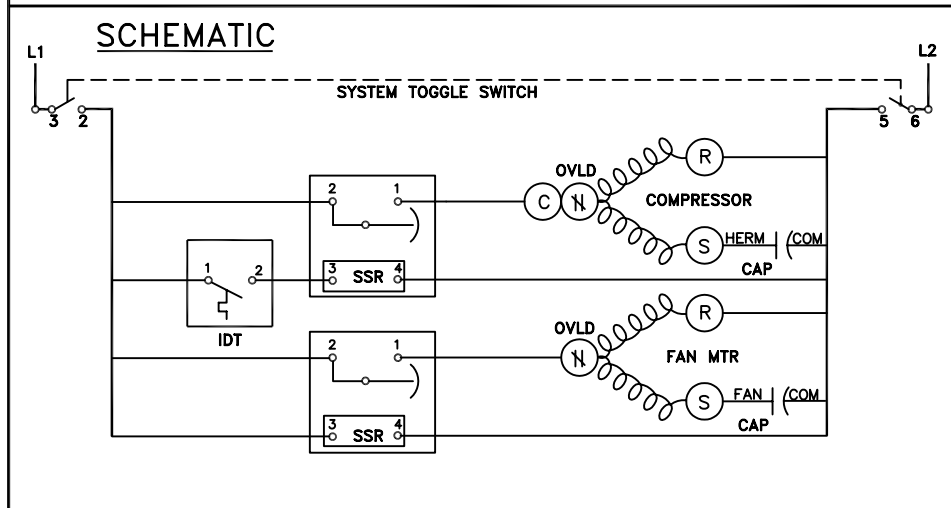 SCHEMATIC
L1
L2
SYSTEM TOGGLE SWITCH
3 2
5 6
OVLD
R
2 1
C
COMPRESSOR
S
HERM
COM
CAP
1 2
3 SSR 4
IDT
OVLD
R
2 1
FAN MTR
S
FAN
COM
CAP
3 SSR 4